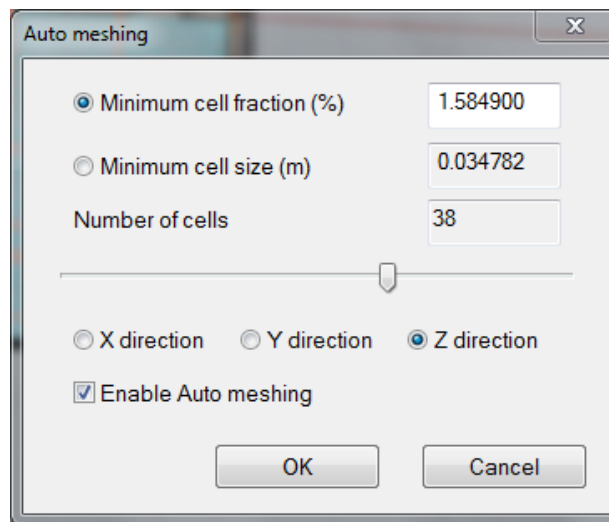 Auto meshing
Minimum cell fraction (%) 1.584900
Minimum cell size (m) 0.034782
Number of cells 38
X direction Y direction Z direction
Enable Auto meshing
OK Cancel